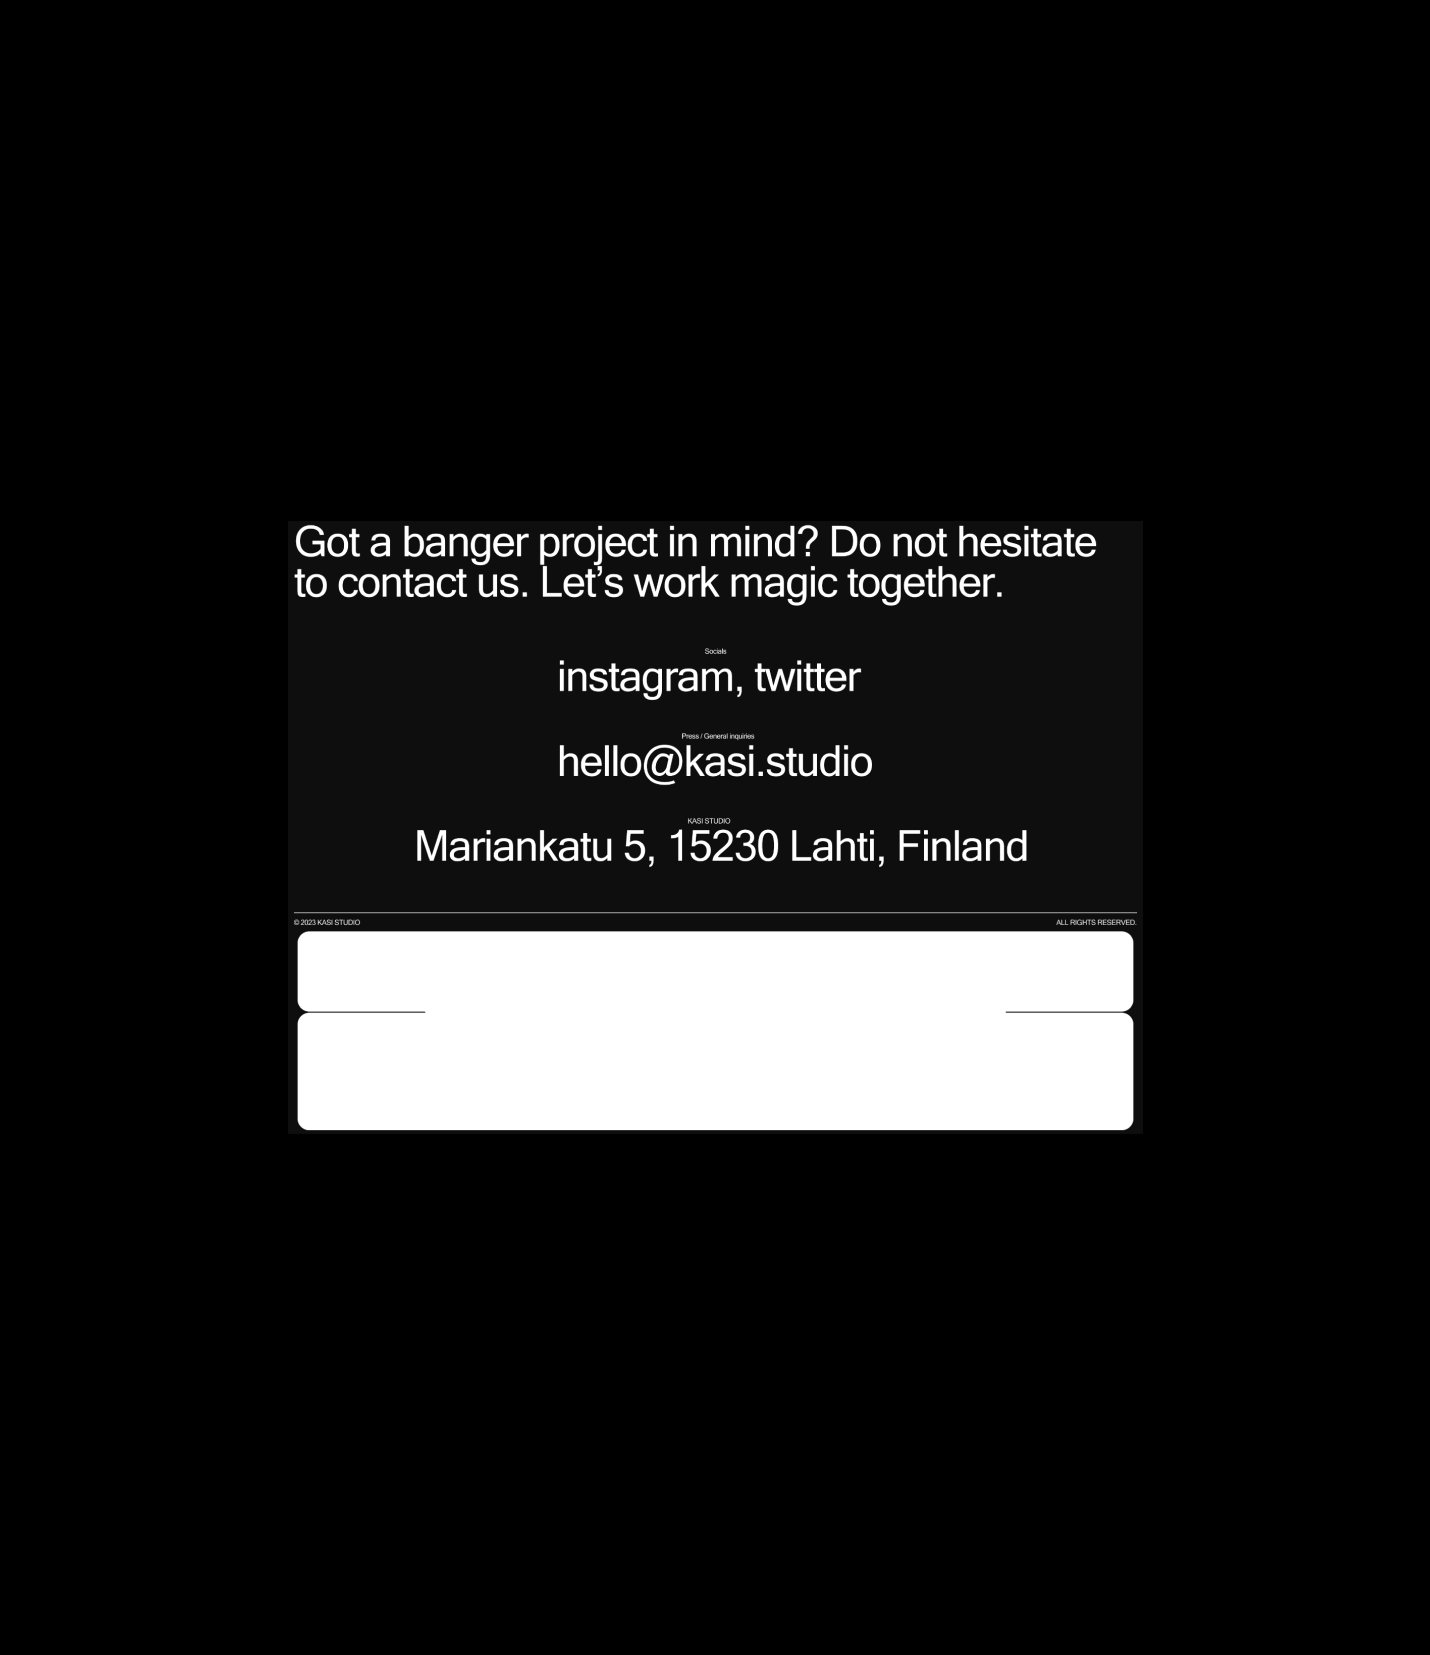 Got a banger project in mind? Do not hesitate
to contact us. Let’s work magic together.
Socials
instagram, twitter
Press / General inquiries
hello@kasi.studio
KASI STUDIO
Mariankatu 5, 15230 Lahti, Finland
© 2023 KASI STUDIO
ALL RIGHTS RESERVED.